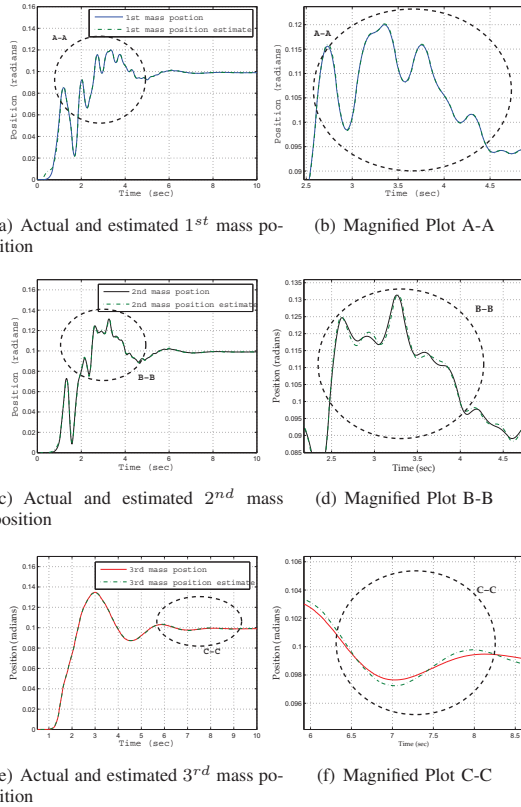 0.16
0.14
0.12
0.1
0.08
0.06
0.04
0.02
0
0 2 4 6 8 10
Position (radians)
Time (sec)
1st mass postion
1st mass position estimate
A-A
0.12
0.115
0.11
0.105
0.1
0.095
0.09
2.5 3 3.5 4 4.5
Position (radians)
Time (sec)
A-A
a) Actual and estimated 1st mass po-
ition
(b) Magnified Plot A-A
0.16
0.14
0.12
0.1
0.08
0.06
0.04
0.02
0
0 2 4 6 8 10
Position (radians)
Time (sec)
2nd mass postion
2nd mass position estimate
B-B
0.135
0.13
0.125
0.12
0.115
0.11
0.105
0.1
0.095
0.09
0.085
2.5 3 3.5 4 4.5
Position (radians)
Time (sec)
B-B
c) Actual and estimated 2nd mass
position
(d) Magnified Plot B-B
0.16
0.14
0.12
0.1
0.08
0.06
0.04
0.02
0
1 2 3 4 5 6 7 8 9 10
Position (radians)
Time (sec)
3rd mass postion
3rd mass position estimate
C-C
0.106
0.104
0.102
0.1
0.098
0.096
6 6.5 7 7.5 8 8.5
Position (radians)
Time (sec)
C-C
e) Actual and estimated 3rd mass po-
ition
(f) Magnified Plot C-C